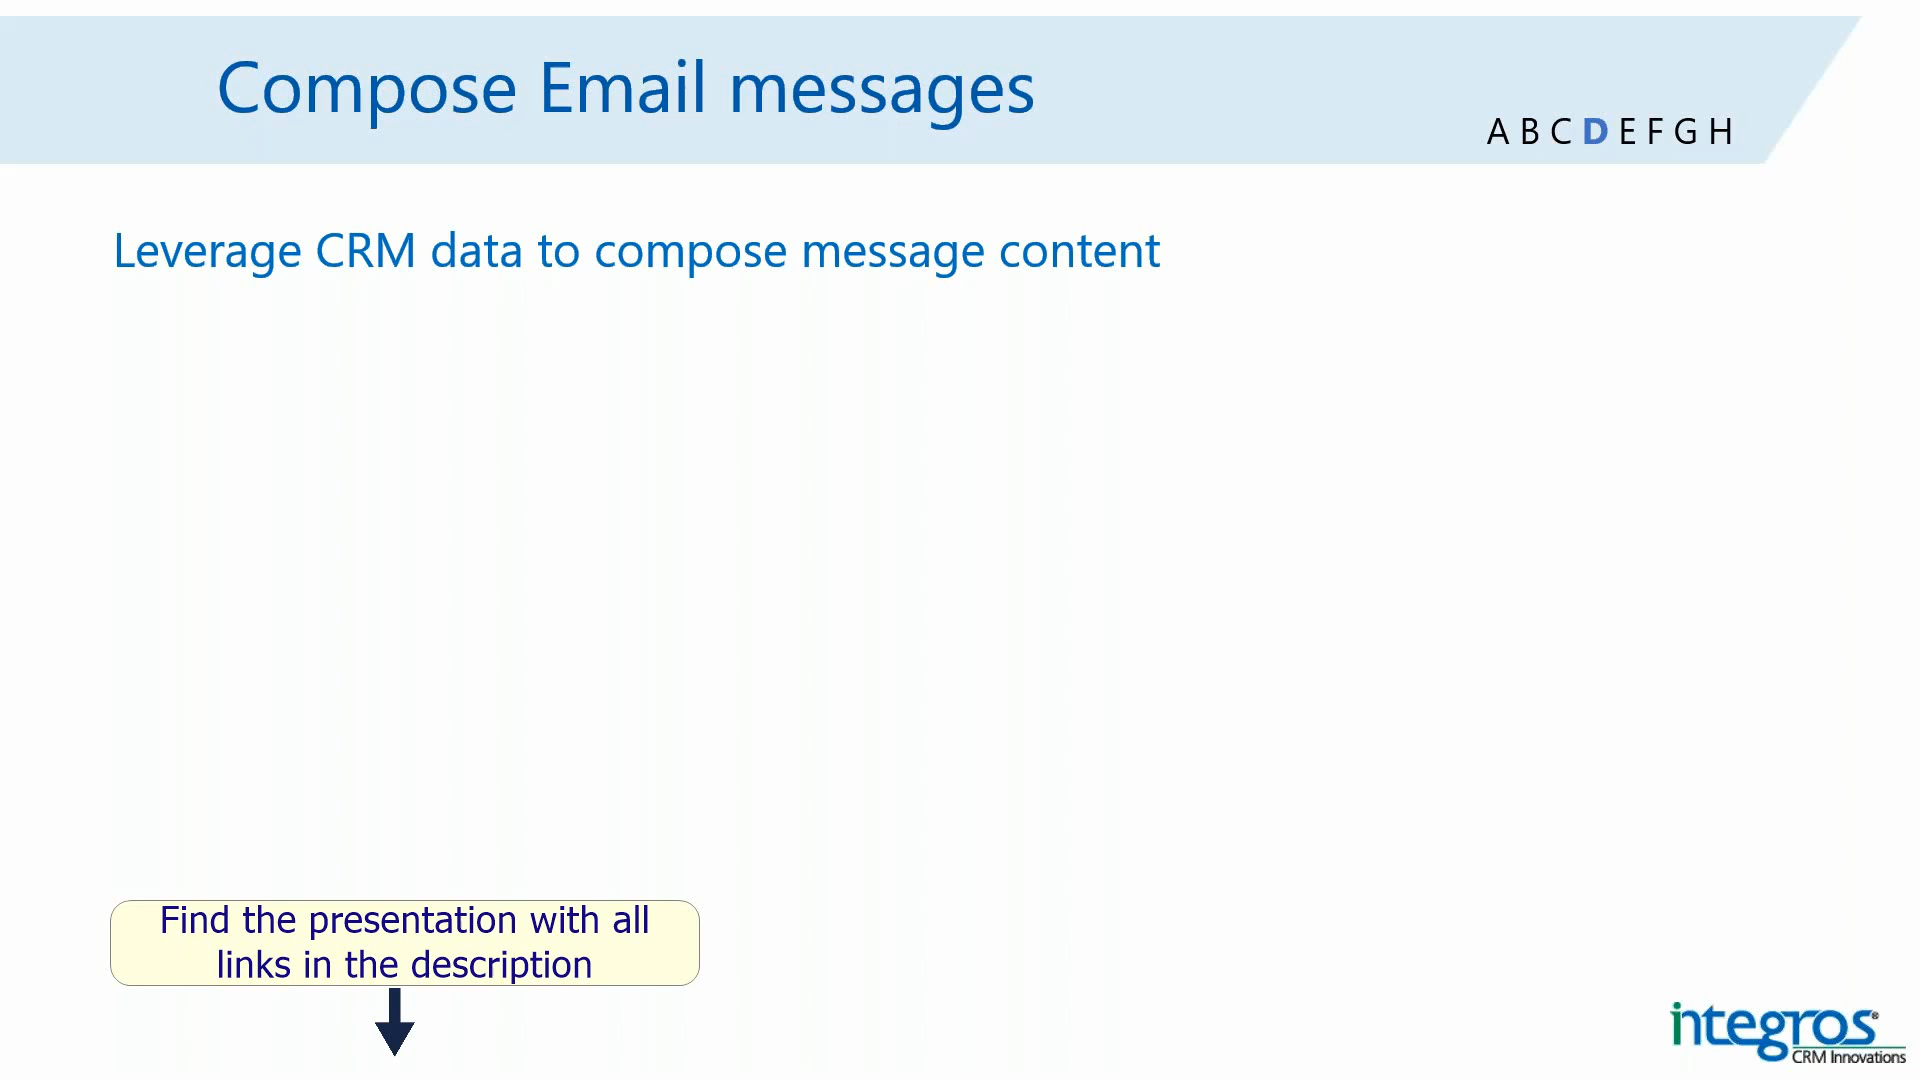 Compose Email messages
A B C D E F G H
Leverage CRM data to compose message content
Find the presentation with all
links in the description
integros®
CRM Innovations